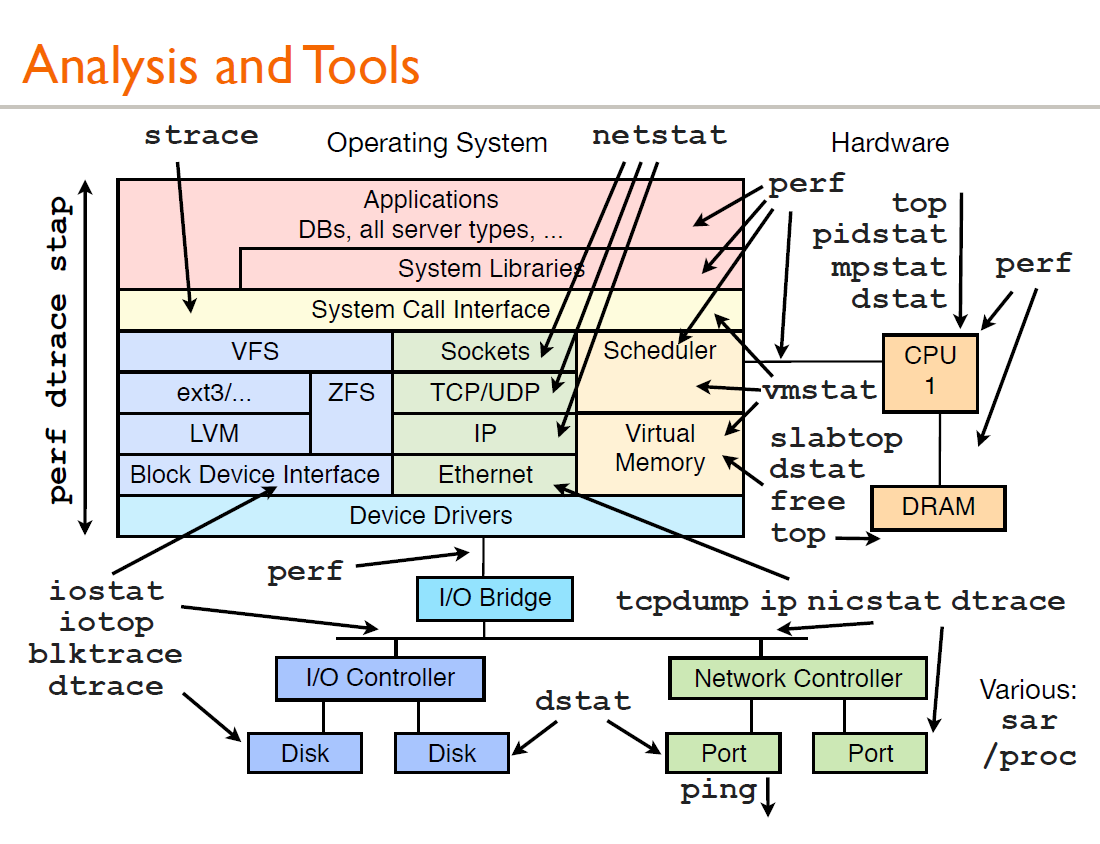 Analysis and Tools
strace
Operating System
netstat
Hardware
perf dtrace stap
Applications
DBs, all server types, ...
System Libraries
System Call Interface
VFS
Sockets
Scheduler
ext3/...
ZFS
TCP/UDP
LVM
IP
Virtual
Memory
Block Device Interface
Ethernet
Device Drivers
perf
top
pidstat
mpstat
dstat
perf
CPU
1
vmstat
slabtop
dstat
free
top
DRAM
perf
I/O Bridge
iostat
iotop
blktrace
dtrace
tcpdump ip nicstat dtrace
I/O Controller
Network Controller
dstat
Disk
Disk
Port
Port
ping
Various:
sar
/proc